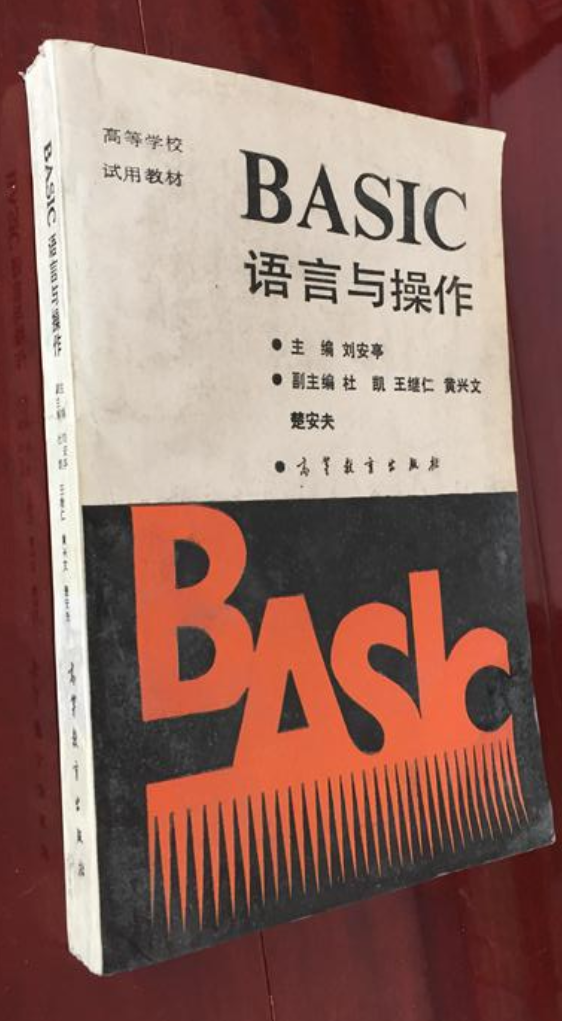 高等学校
试用教材
BASIC
语言与操作
● 主 编 刘安亭
● 副主编 杜 凯 王继仁 黄兴文
楚安夫
● 高等教育出版社
BASIC
BASIC 语言与操作
高等教育出版社